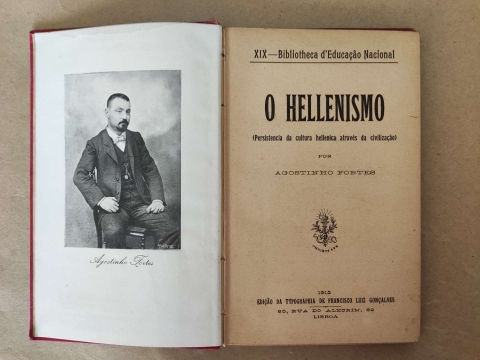 Agostinho Fortes
XIX—Bibliotheca d'Educação Nacional
O HELLENISMO
(Persistencia da cultura hellenica através da civilização)
POR
AGOSTINHO FORTES
EDIÇÃO DA TYPOGRAPHIA DE FRANCISCO LUIZ GONÇALVES
80, RUA DO ALECRIM, 82
LISBOA